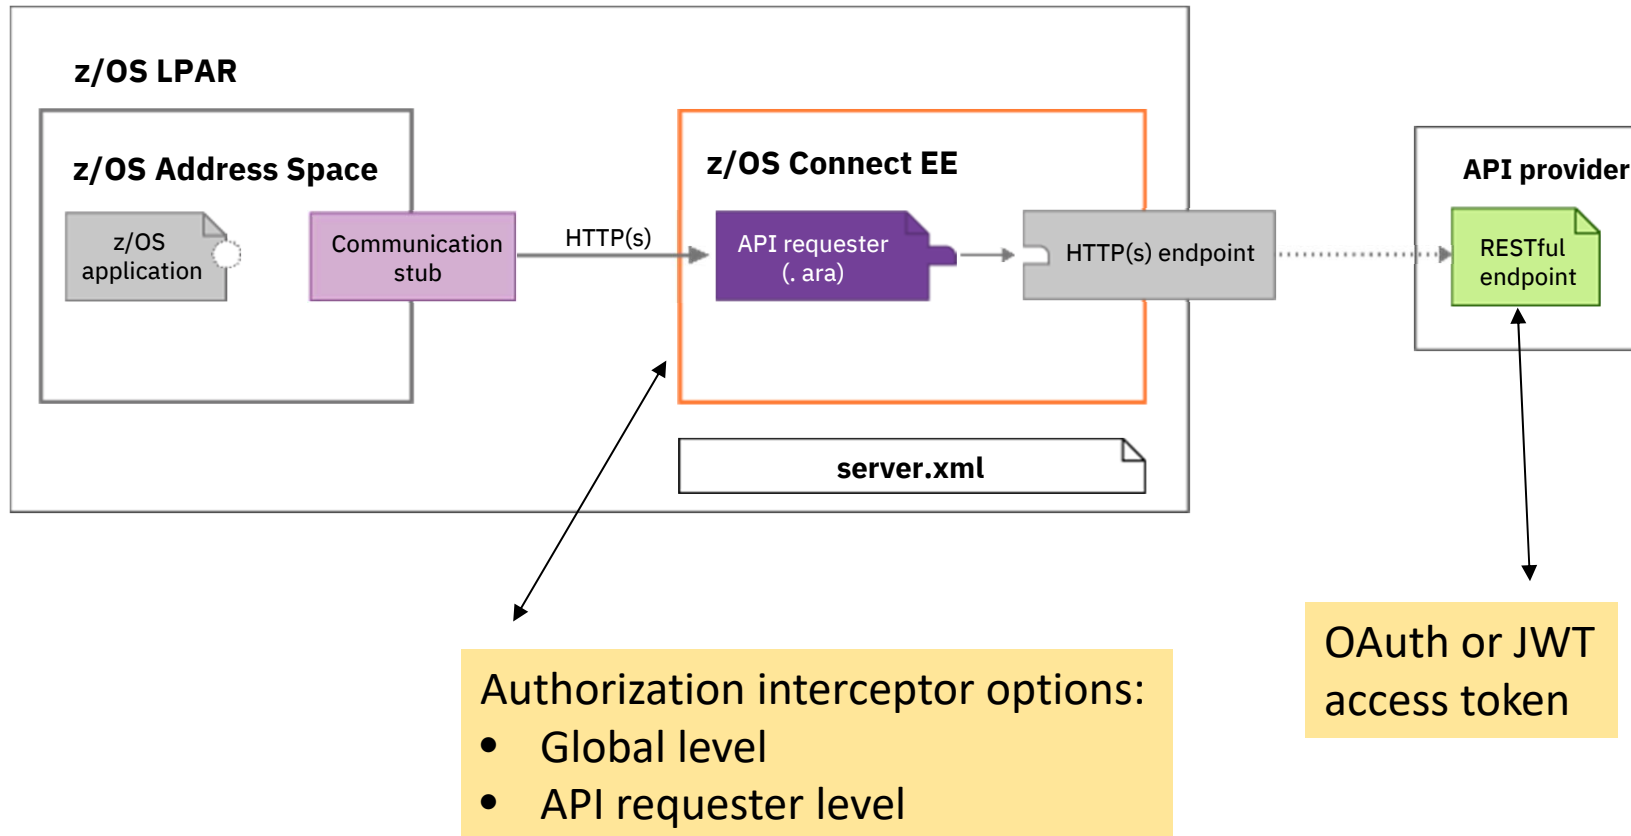 z/OS LPAR
z/OS Address Space
z/OS
application
Communication
stub
HTTP(s)
z/OS Connect EE
API requester
(. ara)
HTTP(s) endpoint
API provider
RESTful
endpoint
server.xml
Authorization interceptor options:
• Global level
• API requester level
OAuth or JWT
access token